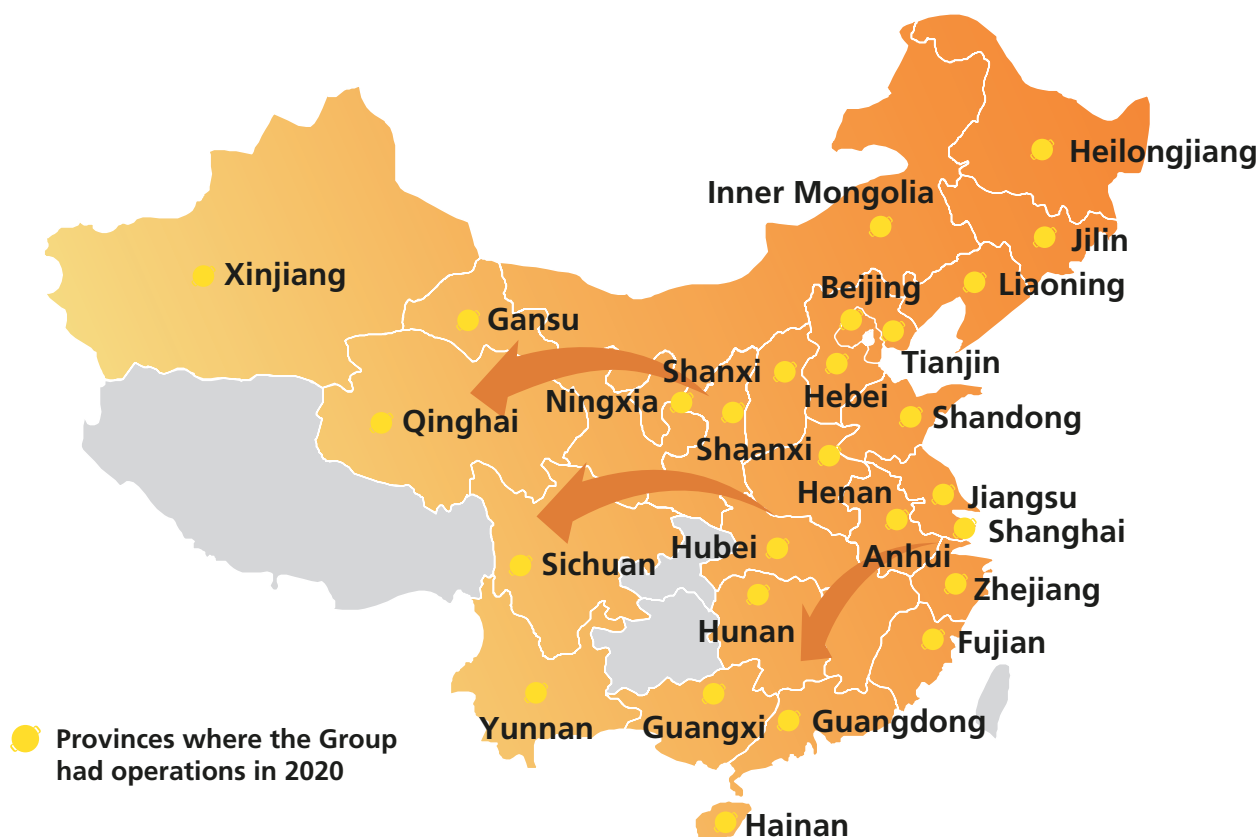 Heilongjiang
Inner Mongolia
Jilin
Xinjiang
Liaoning
Beijing
Gansu
Tianjin
Shanxi
Hebei
Ningxia
Qinghai
Shandong
Shaanxi
Henan
Jiangsu
Shanghai
Hubei
Anhui
Sichuan
Zhejiang
Hunan
Fujian
Yunnan
Guangxi
Guangdong
Provinces where the Group
had operations in 2020
Hainan